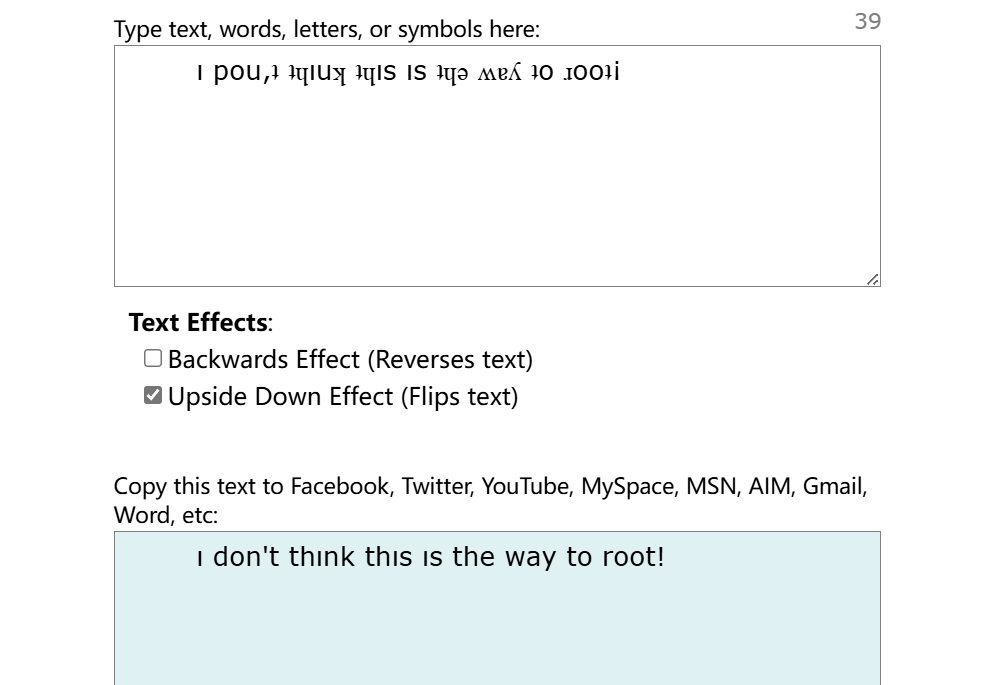 Type text, words, letters, or symbols here:
39
ı pou,ʇ ʇɥıuʞ ʇɥıs ıs ʇɥǝ ʍɐʎ ʇo ɹooʇ¡
Text Effects:
Backwards Effect (Reverses text)
Upside Down Effect (Flips text)
Copy this text to Facebook, Twitter, YouTube, MySpace, MSN, AIM, Gmail,
Word, etc:
ı don't thınk thıs ıs the way to root!